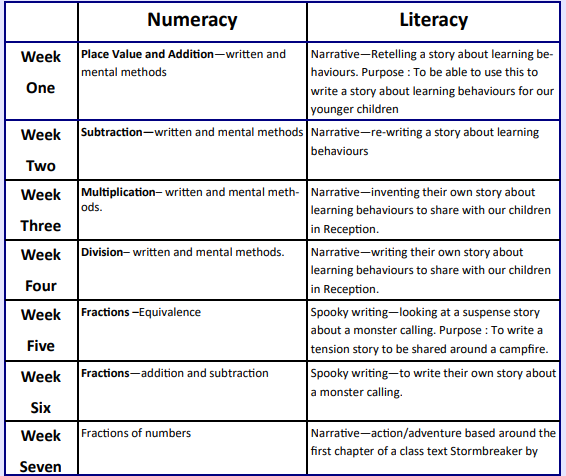 Numeracy
Literacy
Week
One
Place Value and Addition—written and
mental methods
Narrative—Retelling a story about learning be-
haviours. Purpose : To be able to use this to
write a story about learning behaviours for our
younger children
Week
Two
Subtraction—written and mental methods
Narrative—re-writing a story about learning
behaviours
Week
Three
Multiplication– written and mental meth-
ods.
Narrative—inventing their own story about
learning behaviours to share with our children
in Reception.
Week
Four
Division– written and mental methods.
Narrative—writing their own story about
learning behaviours to share with our children
in Reception.
Week
Five
Fractions –Equivalence
Spooky writing—looking at a suspense story
about a monster calling. Purpose : To write a
tension story to be shared around a campfire.
Week
Six
Fractions—addition and subtraction
Spooky writing—to write their own story about
a monster calling.
Week
Seven
Fractions of numbers
Narrative—action/adventure based around the
first chapter of a class text Stormbreaker by